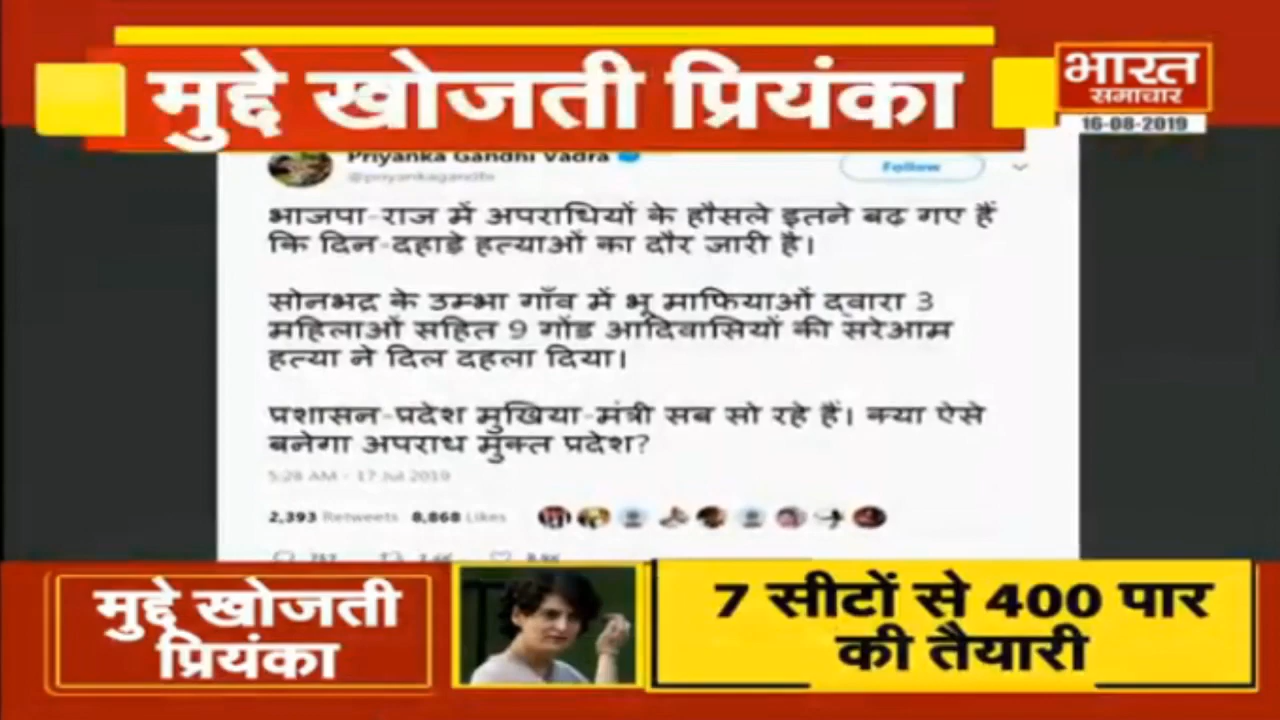 मुद्दे खोजती प्रियंका
भारत
समाचार
16-08-2019
Priyanka Gandhi Vadra
@priyankagandhi
Follow
भाजपा-राज में अपराधियों के हौसले इतने बढ़ गए हैं
कि दिन-दहाड़े हत्याओं का दौर जारी है।
सोनभद्र के उम्भा गाँव में भू माफियाओं द्वारा 3
महिलाओं सहित 9 गोंड आदिवासियों की सरेआम
हत्या ने दिल दहला दिया।
प्रशासन-प्रदेश मुखिया-मंत्री सब सो रहे हैं। क्या ऐसे
बनेगा अपराध मुक्त प्रदेश?
5:28 AM - 17 Jul 2019
2,393 Retweets 8,868 Likes
मुद्दे खोजती
प्रियंका
7 सीटों से 400 पार
की तैयारी